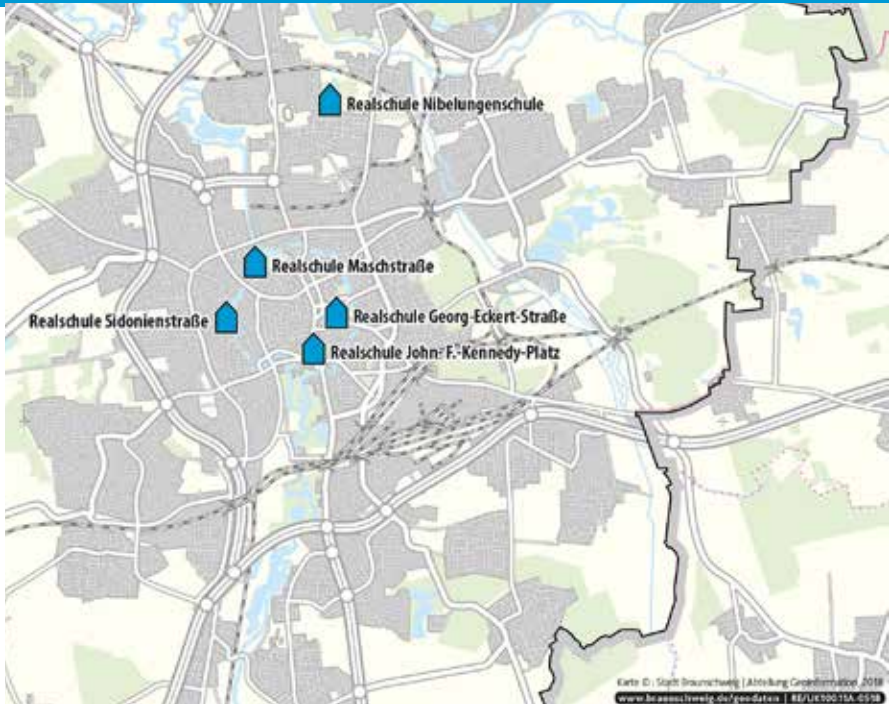 Realschule Nibelungenschule
Realschule Maschstraße
Realschule Sidonienstraße
Realschule Georg-Eckert-Straße
Realschule John-F.-Kennedy-Platz
Karte ©: Stadt Braunschweig | Abteilung Geoinformation, 2018
www.braunschweig.de/geodaten